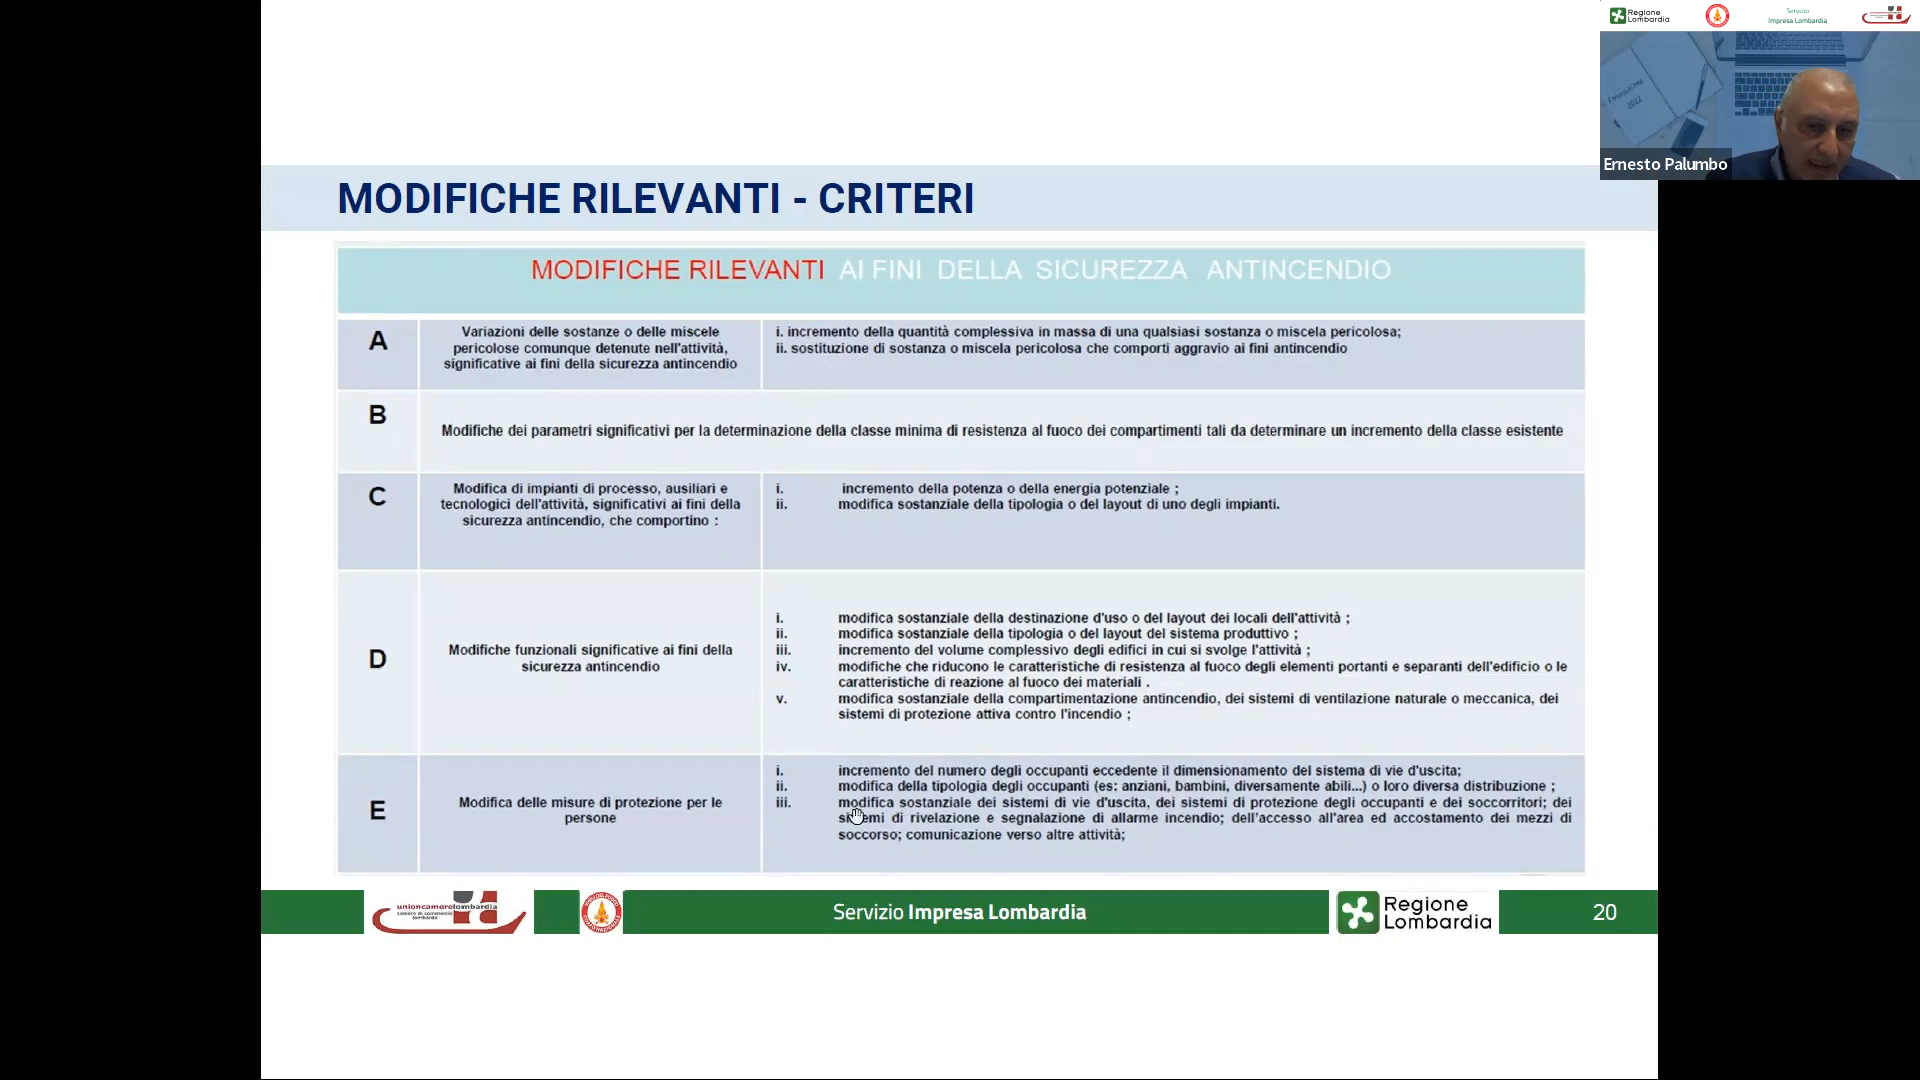 Regione
Lombardia
Servizio
Impresa Lombardia
Ernesto Palumbo
MODIFICHE RILEVANTI - CRITERI
MODIFICHE RILEVANTI AI FINI DELLA SICUREZZA ANTINCENDIO
A
Variazioni delle sostanze o delle miscele
pericolose comunque detenute nell'attività,
significative ai fini della sicurezza antincendio
i. incremento della quantità complessiva in massa di una qualsiasi sostanza o miscela pericolosa;
ii. sostituzione di sostanza o miscela pericolosa che comporti aggravio ai fini antincendio
B
Modifiche dei parametri significativi per la determinazione della classe minima di resistenza al fuoco dei compartimenti tali da determinare un incremento della classe esistente
C
Modifica di impianti di processo, ausiliari e
tecnologici dell'attività, significativi ai fini della
sicurezza antincendio, che comportino :
i. incremento della potenza o della energia potenziale ;
ii. modifica sostanziale della tipologia o del layout di uno degli impianti.
D
Modifiche funzionali significative ai fini della
sicurezza antincendio
i. modifica sostanziale della destinazione d'uso o del layout dei locali dell'attività ;
ii. modifica sostanziale della tipologia o del layout del sistema produttivo ;
iii. incremento del volume complessivo degli edifici in cui si svolge l'attività ;
iv. modifiche che riducono le caratteristiche di resistenza al fuoco degli elementi portanti e separanti dell'edificio o le
caratteristiche di reazione al fuoco dei materiali .
v. modifica sostanziale della compartimentazione antincendio, dei sistemi di ventilazione naturale o meccanica, dei
sistemi di protezione attiva contro l'incendio ;
E
Modifica delle misure di protezione per le
persone
i. incremento del numero degli occupanti eccedente il dimensionamento del sistema di vie d'uscita;
ii. modifica della tipologia degli occupanti (es: anziani, bambini, diversamente abili...) o loro diversa distribuzione ;
iii. modifica sostanziale dei sistemi di vie d'uscita, dei sistemi di protezione degli occupanti e dei soccorritori; dei
sistemi di rivelazione e segnalazione di allarme incendio; dell'accesso all'area ed accostamento dei mezzi di
soccorso; comunicazione verso altre attività;
unioncamerelombardia
camere di commercio
lombarde
Servizio Impresa Lombardia
Regione
Lombardia
20